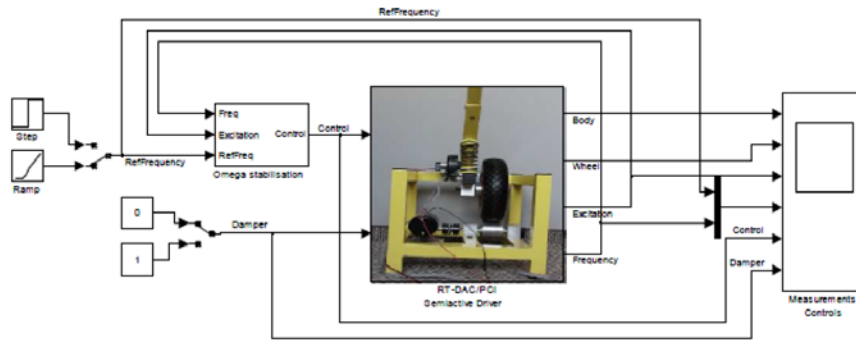 RefFrequency
Step
Ramp
RefFrequency
Freq
Excitation
RefFreq
Control
Omega stabilisation
Control
0
1
Damper
Body
Wheel
Excitation
Frequency
RT-DAC/PCI
Semiactive Driver
Control
Damper
Measurements
Controls